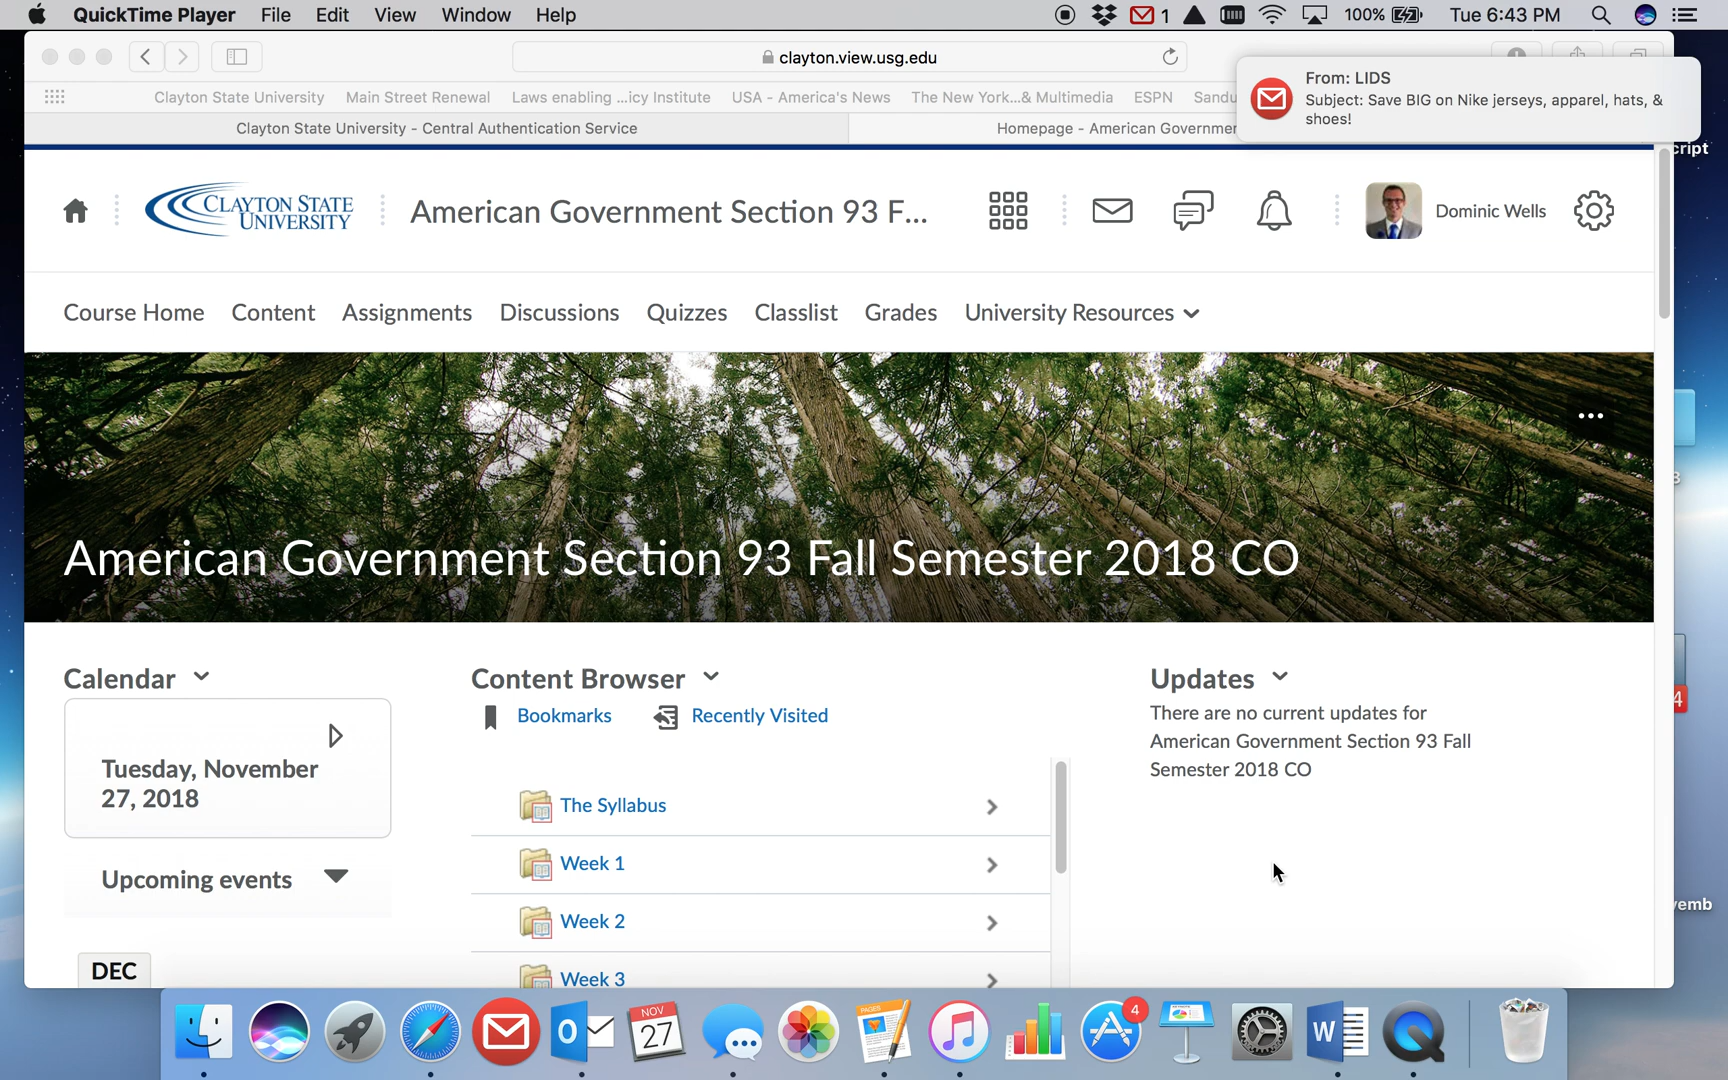 QuickTime Player File Edit View Window Help 1 100% Tue 6:43 PM
clayton.view.usg.edu
Clayton State University Main Street Renewal Laws enabling ...icy Institute USA - America's News The New York...& Multimedia ESPN Sandu
Clayton State University - Central Authentication Service Homepage - American Governmen
From: LIDS
Subject: Save BIG on Nike jerseys, apparel, hats, &
shoes!
cript
CLAYTON STATE
UNIVERSITY
American Government Section 93 F...
Dominic Wells
Course Home Content Assignments Discussions Quizzes Classlist Grades University Resources
American Government Section 93 Fall Semester 2018 CO
Calendar
Tuesday, November
27, 2018
Upcoming events
DEC
Content Browser
Bookmarks Recently Visited
The Syllabus
Week 1
Week 2
Week 3
Updates
There are no current updates for
American Government Section 93 Fall
Semester 2018 CO
4
vemb
NOV
27
PAGES
4
O
W